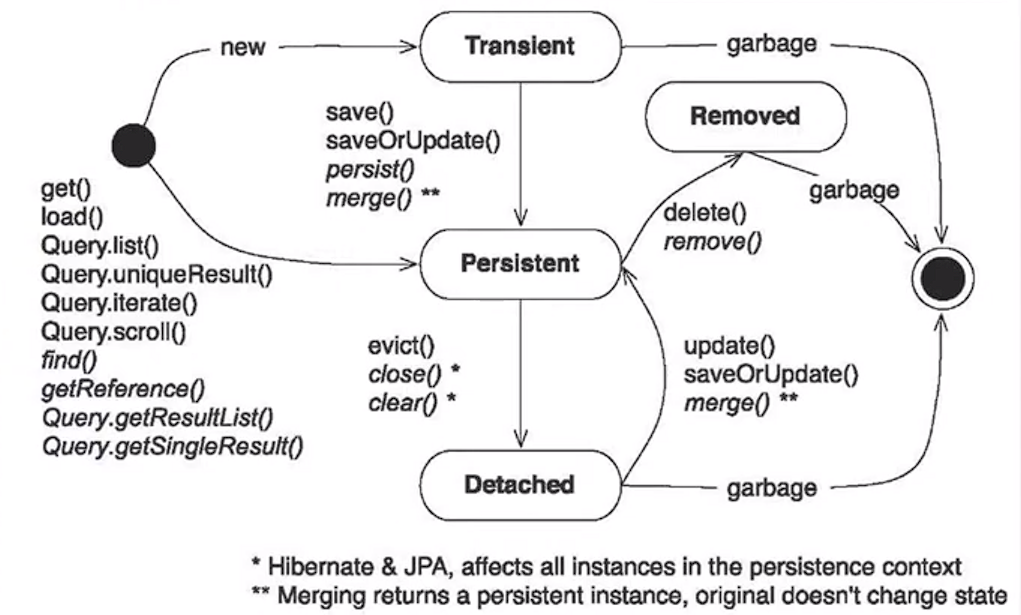 new
Transient
garbage
Removed
save()
saveOrUpdate()
persist()
merge() **
get()
load()
Query.list()
Query.uniqueResult()
Query.iterate()
Query.scroll()
find()
getReference()
Query.getResultList()
Query.getSingleResult()
garbage
delete()
remove()
Persistent
evict()
close() *
clear() *
update()
saveOrUpdate()
merge() **
Detached
garbage
* Hibernate & JPA, affects all instances in the persistence context
** Merging returns a persistent instance, original doesn't change state